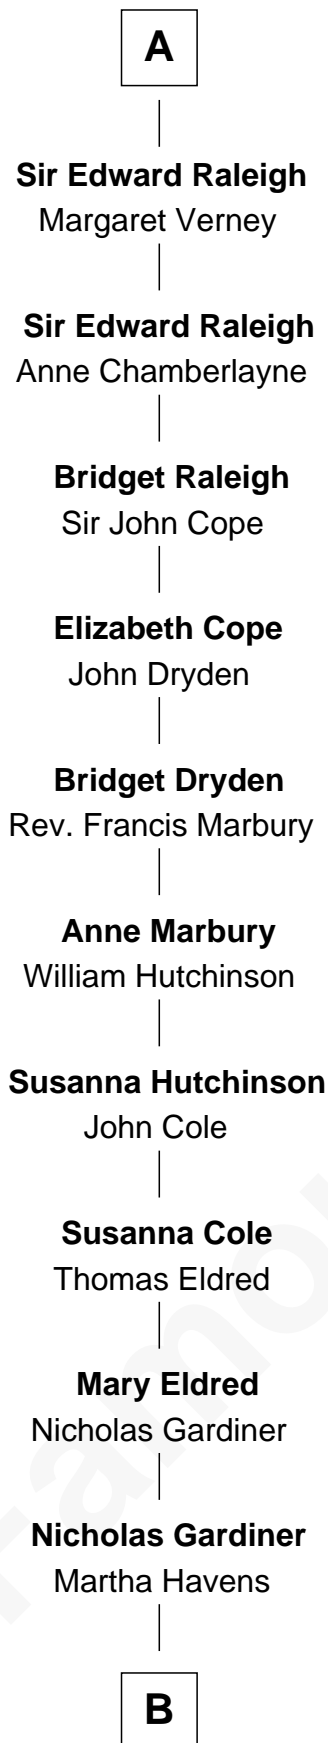 A
Sir Edward Raleigh
Margaret Verney
Sir Edward Raleigh
Anne Chamberlayne
Bridget Raleigh
Sir John Cope
Elizabeth Cope
John Dryden
Bridget Dryden
Rev. Francis Marbury
Anne Marbury
William Hutchinson
Susanna Hutchinson
John Cole
Susanna Cole
Thomas Eldred
Mary Eldred
Nicholas Gardiner
Nicholas Gardiner
Martha Havens
B